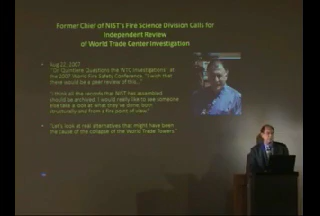 Former Chief of NIST's Fire Science Division Calls for
Independent Review
of World Trade Center Investigation
Aug 22, 2007
"Dr Quintiere Questions the NYC Investigations" at
the 2007 World Fire Safety Conference. "I wish that
there would be a peer review of this..."
"I think all the records that NIST has assembled
should be archived. I would really like to see someone
else take a look at what they've done both
structurally and from a fire point of view."
"Let's look at real alternatives that might have been
the cause of the collapse of the World Trade Towers"